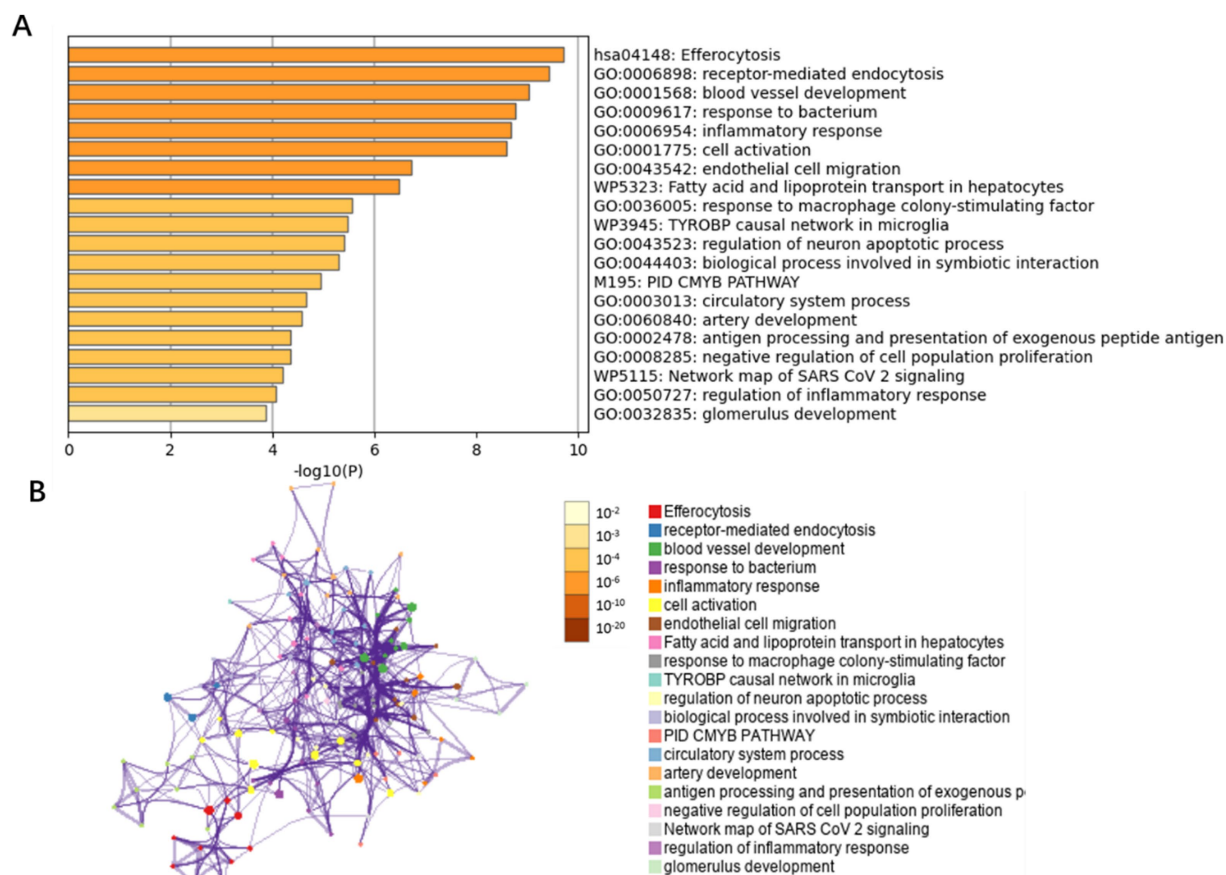 A
hsa04148: Efferocytosis
GO:0006898: receptor-mediated endocytosis
GO:0001568: blood vessel development
GO:0009617: response to bacterium
GO:0006954: inflammatory response
GO:0001775: cell activation
GO:0043542: endothelial cell migration
WP5323: Fatty acid and lipoprotein transport in hepatocytes
GO:0036005: response to macrophage colony-stimulating factor
WP3945: TYROBP causal network in microglia
GO:0043523: regulation of neuron apoptotic process
GO:0044403: biological process involved in symbiotic interaction
M195: PID CMYB PATHWAY
GO:0003013: circulatory system process
GO:0060840: artery development
GO:0002478: antigen processing and presentation of exogenous peptide antigen
GO:0008285: negative regulation of cell population proliferation
WP5115: Network map of SARS CoV 2 signaling
GO:0050727: regulation of inflammatory response
GO:0032835: glomerulus development
0 2 4 6 8 10
-log10(P)
B
10-2
10-3
10-4
10-6
10-10
10-20
Efferocytosis
receptor-mediated endocytosis
blood vessel development
response to bacterium
inflammatory response
cell activation
endothelial cell migration
Fatty acid and lipoprotein transport in hepatocytes
response to macrophage colony-stimulating factor
TYROBP causal network in microglia
regulation of neuron apoptotic process
biological process involved in symbiotic interaction
PID CMYB PATHWAY
circulatory system process
artery development
antigen processing and presentation of exogenous p
negative regulation of cell population proliferation
Network map of SARS CoV 2 signaling
regulation of inflammatory response
glomerulus development